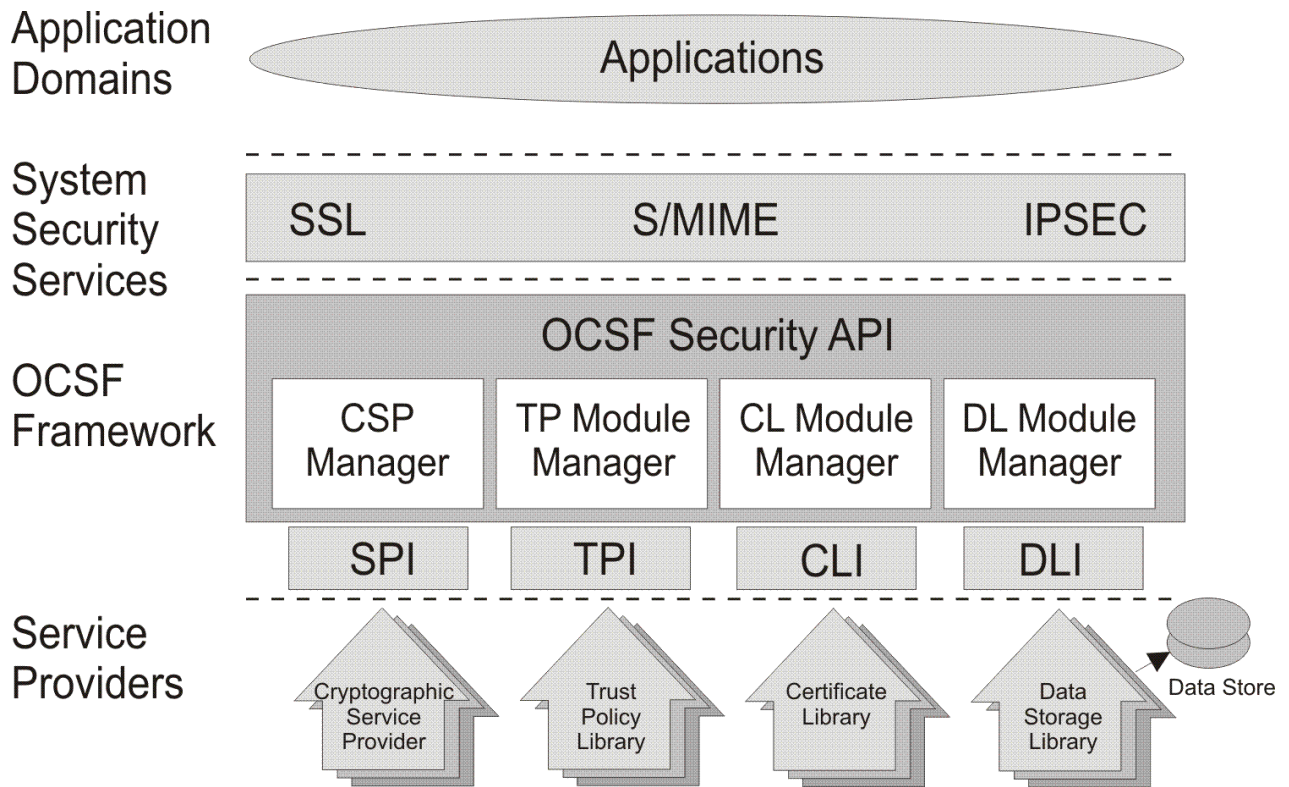 Application
Domains
Applications
System
Security
Services
SSL S/MIME IPSEC
OCSF
Framework
OCSF Security API
CSP
Manager
TP Module
Manager
CL Module
Manager
DL Module
Manager
SPI TPI CLI DLI
Service
Providers
Cryptographic
Service
Provider
Trust
Policy
Library
Certificate
Library
Data
Storage
Library
Data Store